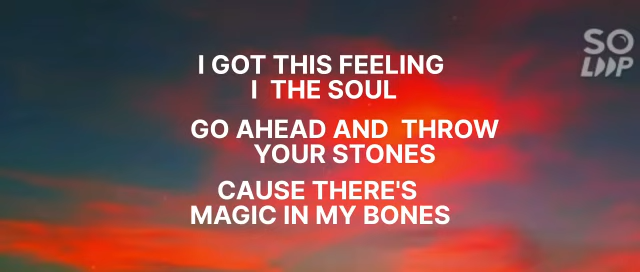 SO
LOOP
I GOT THIS FEELING
I THE SOUL
GO AHEAD AND THROW
YOUR STONES
CAUSE THERE'S
MAGIC IN MY BONES